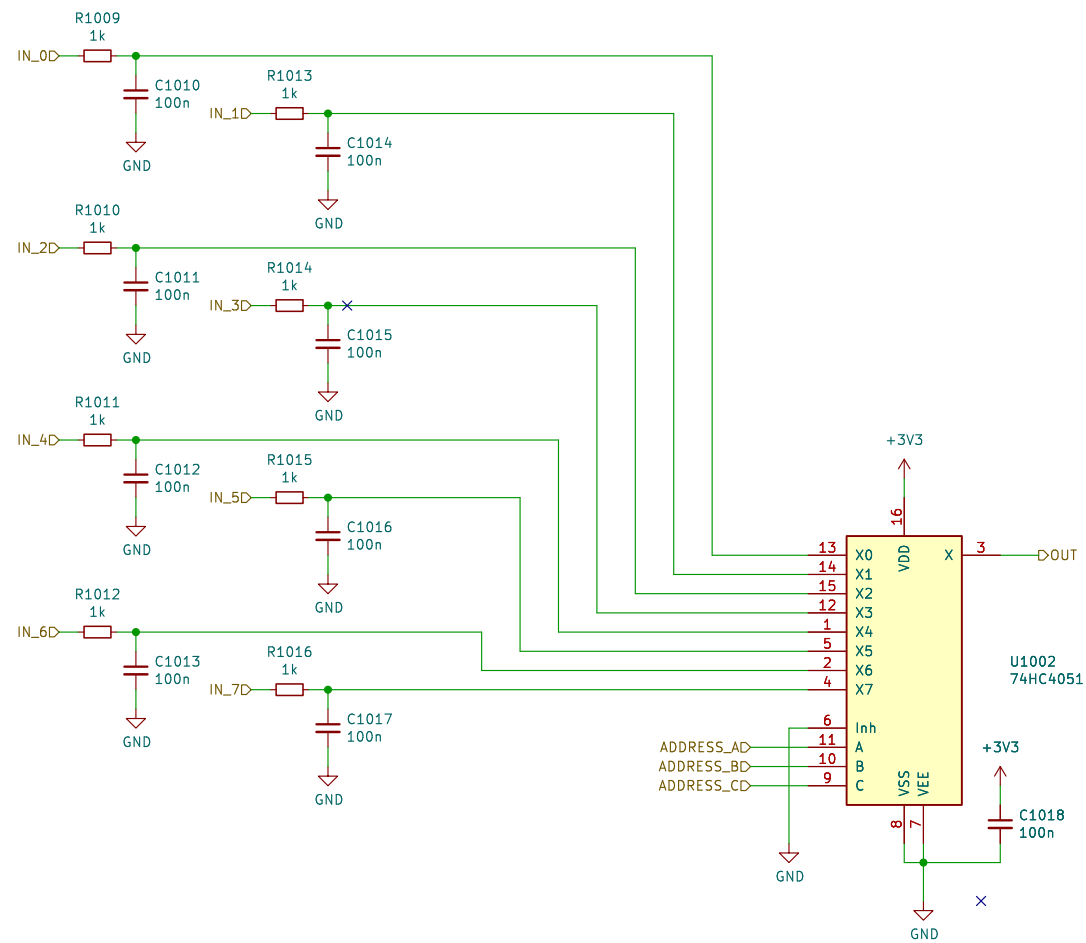 R1009
1k
IN_0
C1010
100n
GND
R1013
1k
IN_1
C1014
100n
GND
R1010
1k
IN_2
C1011
100n
GND
R1014
1k
IN_3
C1015
100n
GND
R1011
1k
IN_4
C1012
100n
GND
R1015
1k
IN_5
C1016
100n
GND
R1012
1k
IN_6
C1013
100n
GND
R1016
1k
IN_7
C1017
100n
GND
+3V3
16
VDD
13 X0
14 X1
15 X2
12 X3
1 X4
5 X5
2 X6
4 X7
6 Inh
ADDRESS_A 11 A
ADDRESS_B 10 B
ADDRESS_C 9 C
X 3 OUT
U1002
74HC4051
VSS
VEE
8
7
GND
+3V3
C1018
100n
GND